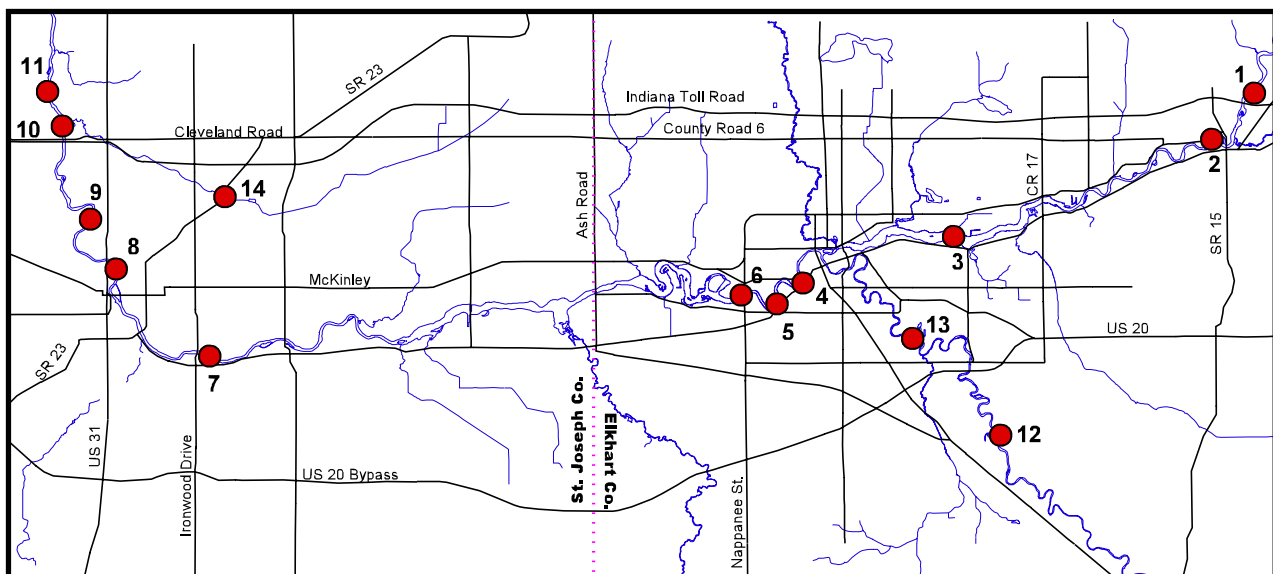 11
10
SR 23
Cleveland Road
Indiana Toll Road
County Road 6
1
2
CR 17
14
9
Ash Road
SR 15
8
McKinley
6
4
3
5
13
US 20
SR 23
7
St. Joseph Co.
Elkhart Co.
12
US 31
Ironwood Drive
US 20 Bypass
Nappanee St.